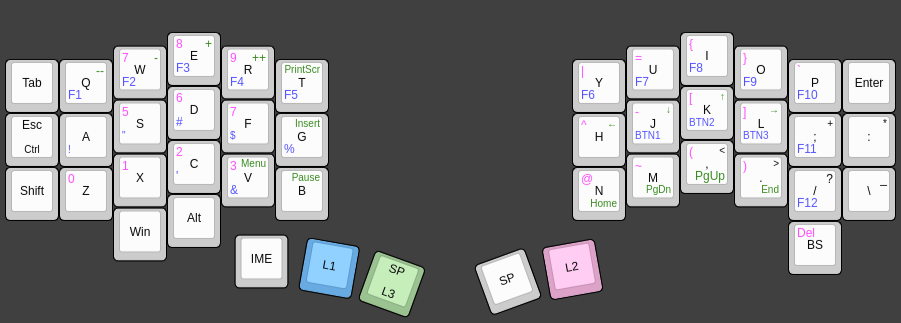 Tab
--
Q
F1
7 -
W
F2
8 +
E
F3
9 ++
R
F4
PrintScr
T
F5
|
Y
F6
=
U
F7
{
I
F8
}
O
F9
`
P
F10
Enter
Esc
Ctrl
A
!
5
S
"
6
D
#
7
F
$
Insert
G
%
^ ←
H
- ↓
J
BTN1
[ ↑
K
BTN2
] →
L
BTN3
+
;
F11
*
:
Shift
0
Z
1
X
2
C
'
3 Menu
V
&
Pause
B
@
N
Home
~
M
PgDn
( <
,
PgUp
) >
.
End
?
/
F12
_
\
Win
Alt
Del
BS
IME
L1
SP
L3
SP
L2